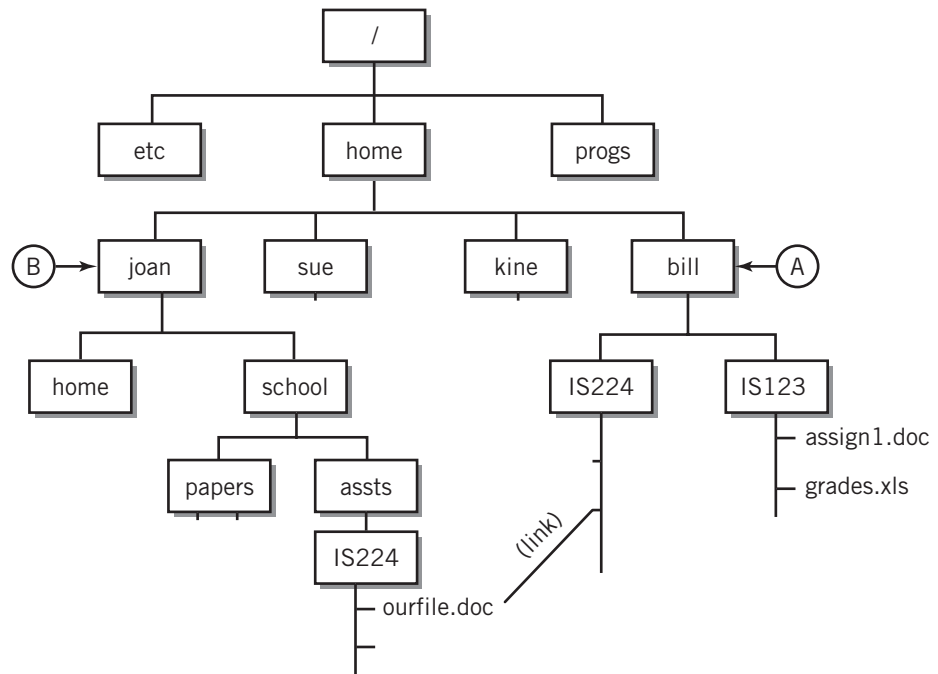 /
etc
home
progs
B
joan
sue
kine
bill
A
home
school
IS224
IS123
assign1.doc
papers
assts
grades.xls
(link)
IS224
ourfile.doc